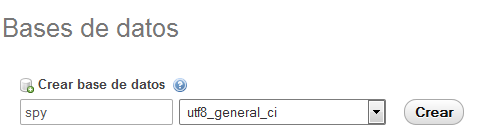 Bases de datos
Crear base de datos
spy utf8_general_ci Crear